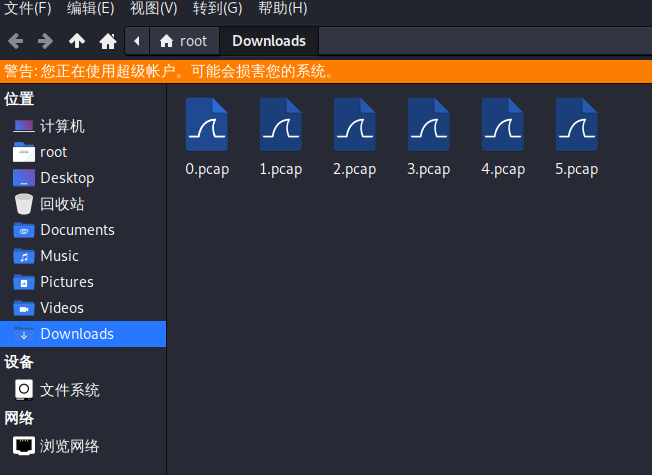 文件(F) 编辑(E) 视图(V) 转到(G) 帮助(H)
root Downloads
警告: 您正在使用超级帐户。可能会损害您的系统。
位置
计算机
root
Desktop
回收站
Documents
Music
Pictures
Videos
Downloads
设备
文件系统
网络
浏览网络
0.pcap 1.pcap 2.pcap 3.pcap 4.pcap 5.pcap